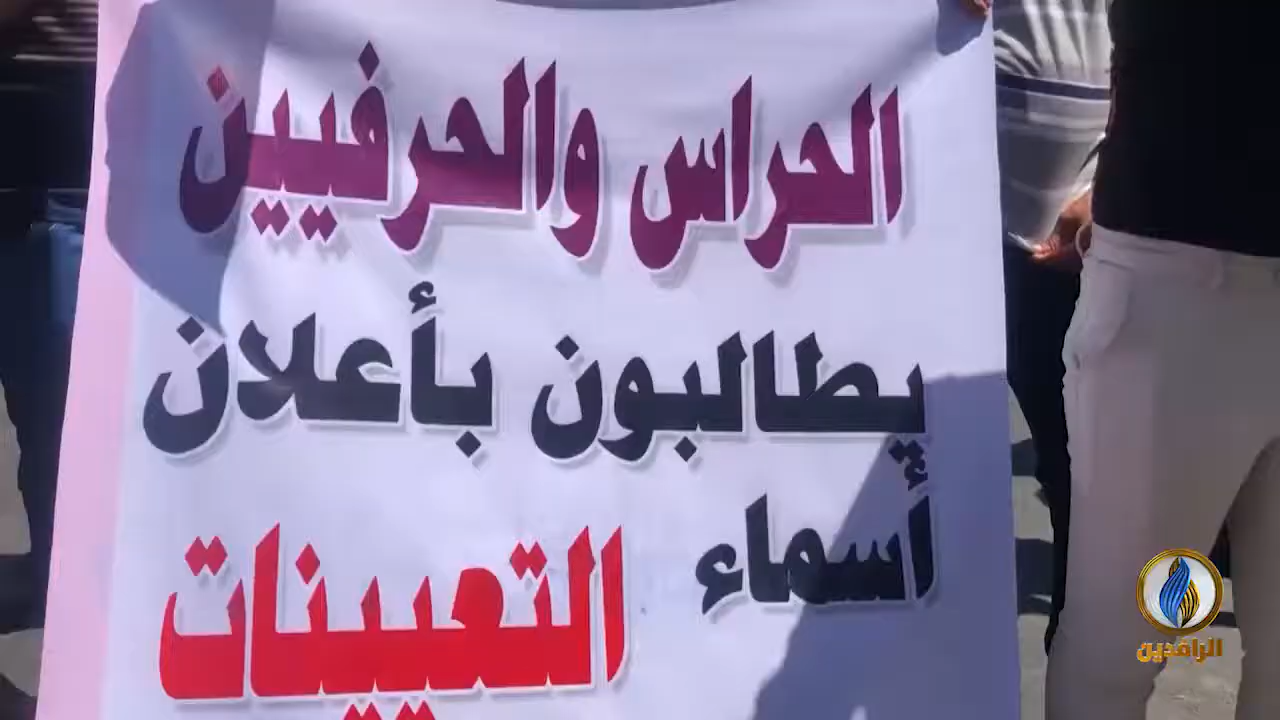 الحراس والحرفيين
يطالبون بأعلان
أسماء التعيينات
الرافدين